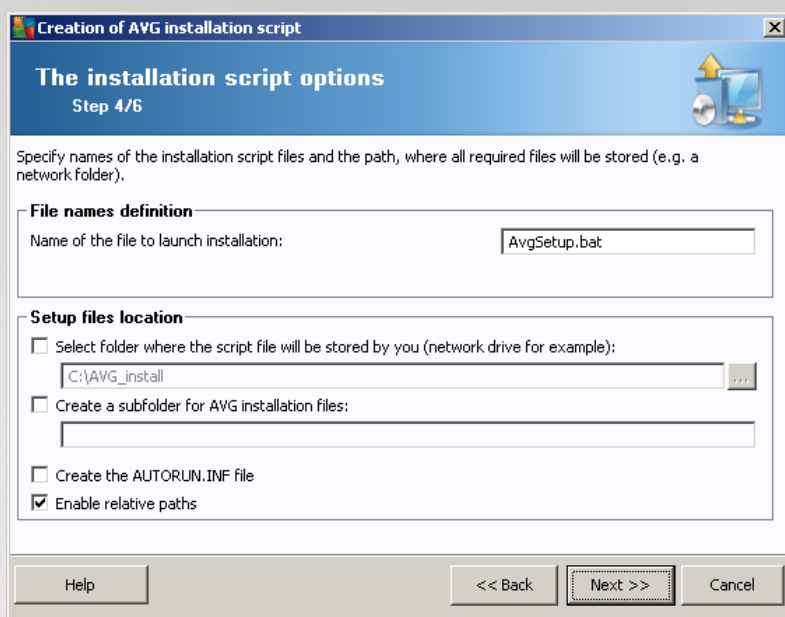 Creation of AVG installation script
The installation script options
Step 4/6
Specify names of the installation script files and the path, where all required files will be stored (e.g. a
network folder).
File names definition
Name of the file to launch installation:
AvgSetup.bat
Setup files location
Select folder where the script file will be stored by you (network drive for example):
C:\AVG_install
...
Create a subfolder for AVG installation files:
Create the AUTORUN.INF file
Enable relative paths
Help
<< Back
Next >>
Cancel